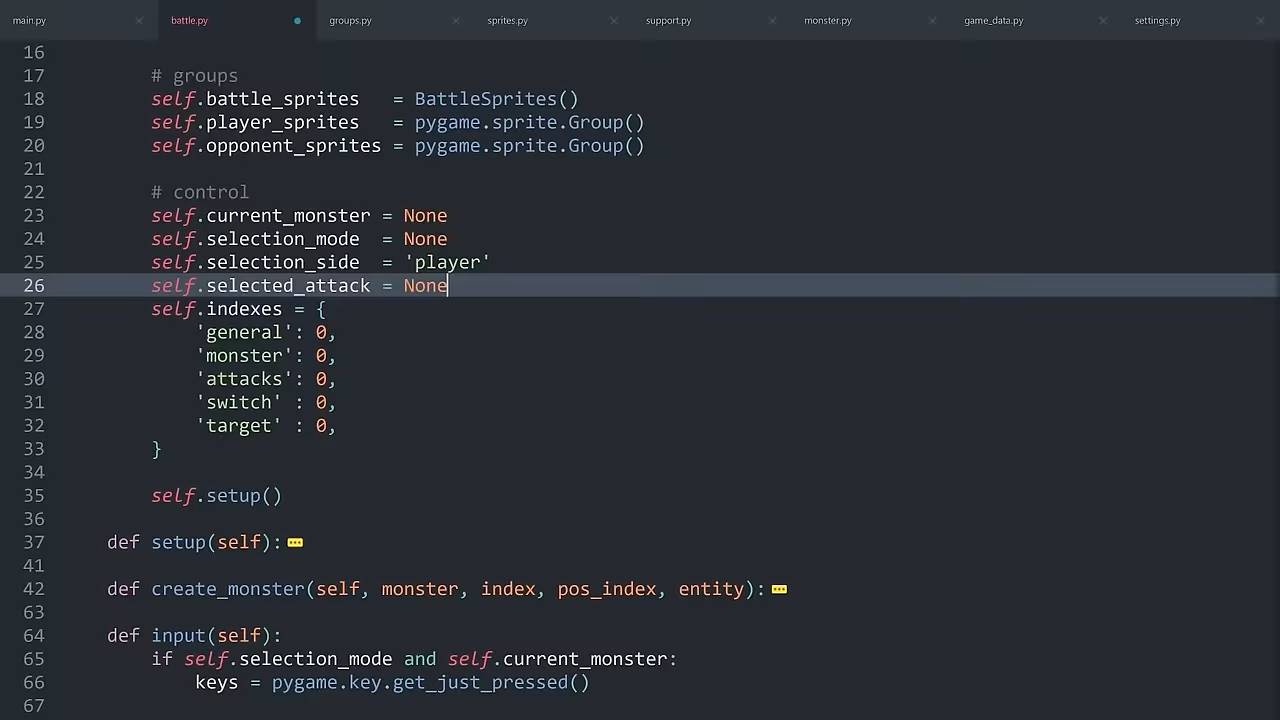 main.py × battle.py groups.py × sprites.py × support.py × monster.py × game_data.py × settings.py ×
16
17 # groups
18 self.battle_sprites   = BattleSprites()
19 self.player_sprites   = pygame.sprite.Group()
20 self.opponent_sprites = pygame.sprite.Group()
21
22 # control
23 self.current_monster = None
24 self.selection_mode  = None
25 self.selection_side  = 'player'
26 self.selected_attack = None
27 self.indexes = {
28 'general': 0,
29 'monster': 0,
30 'attacks': 0,
31 'switch' : 0,
32 'target' : 0,
33 }
34
35 self.setup()
36
37 def setup(self):
41
42 def create_monster(self, monster, index, pos_index, entity):
63
64 def input(self):
65 if self.selection_mode and self.current_monster:
66 keys = pygame.key.get_just_pressed()
67